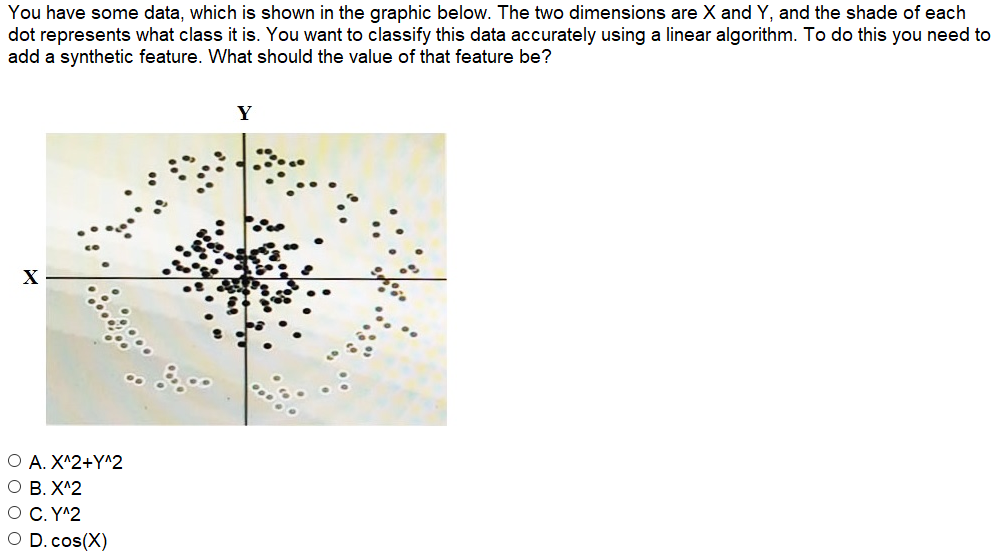 You have some data, which is shown in the graphic below. The two dimensions are X and Y, and the shade of each
dot represents what class it is. You want to classify this data accurately using a linear algorithm. To do this you need to
add a synthetic feature. What should the value of that feature be?
Y
X
A. X^2+Y^2
B. X^2
C. Y^2
D. cos(X)